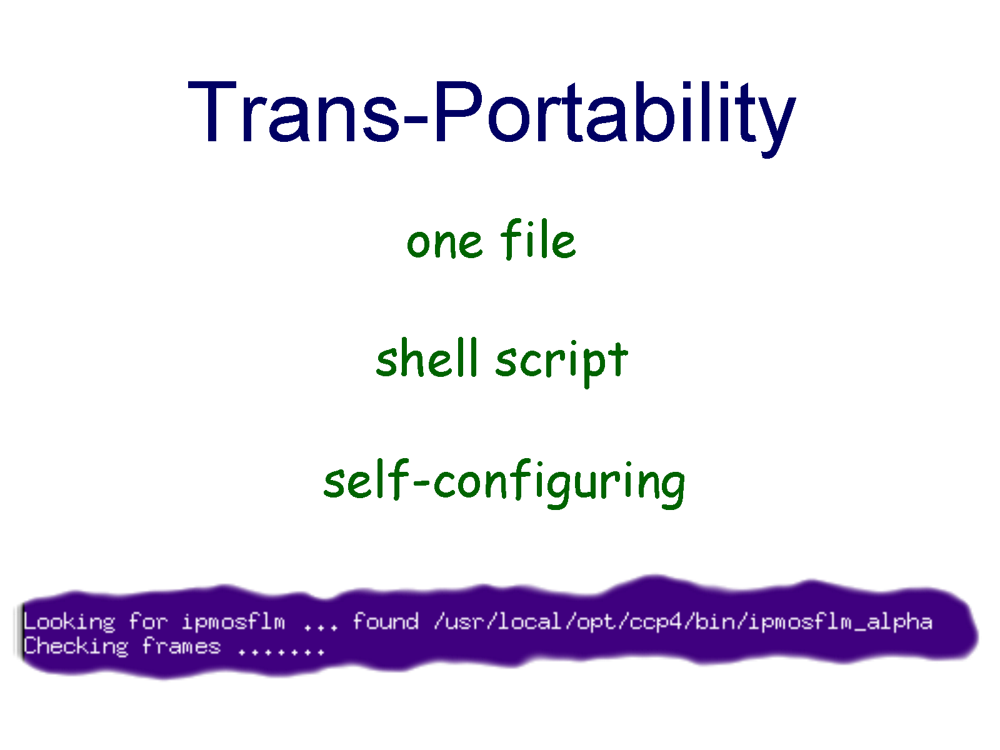 Trans-Portability
one file
shell script
self-configuring
Looking for ipmosflm ... found /usr/local/opt/ccp4/bin/ipmosflm_alpha
Checking frames .......